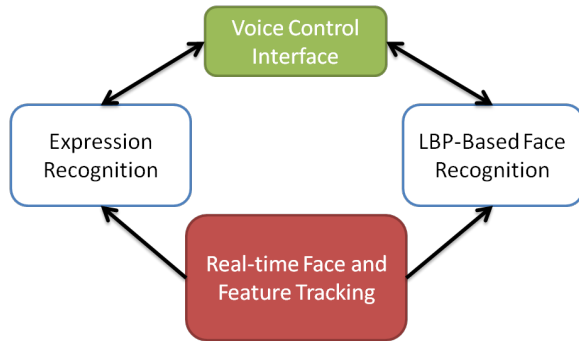 Voice Control
Interface
Expression
Recognition
LBP-Based Face
Recognition
Real-time Face and
Feature Tracking